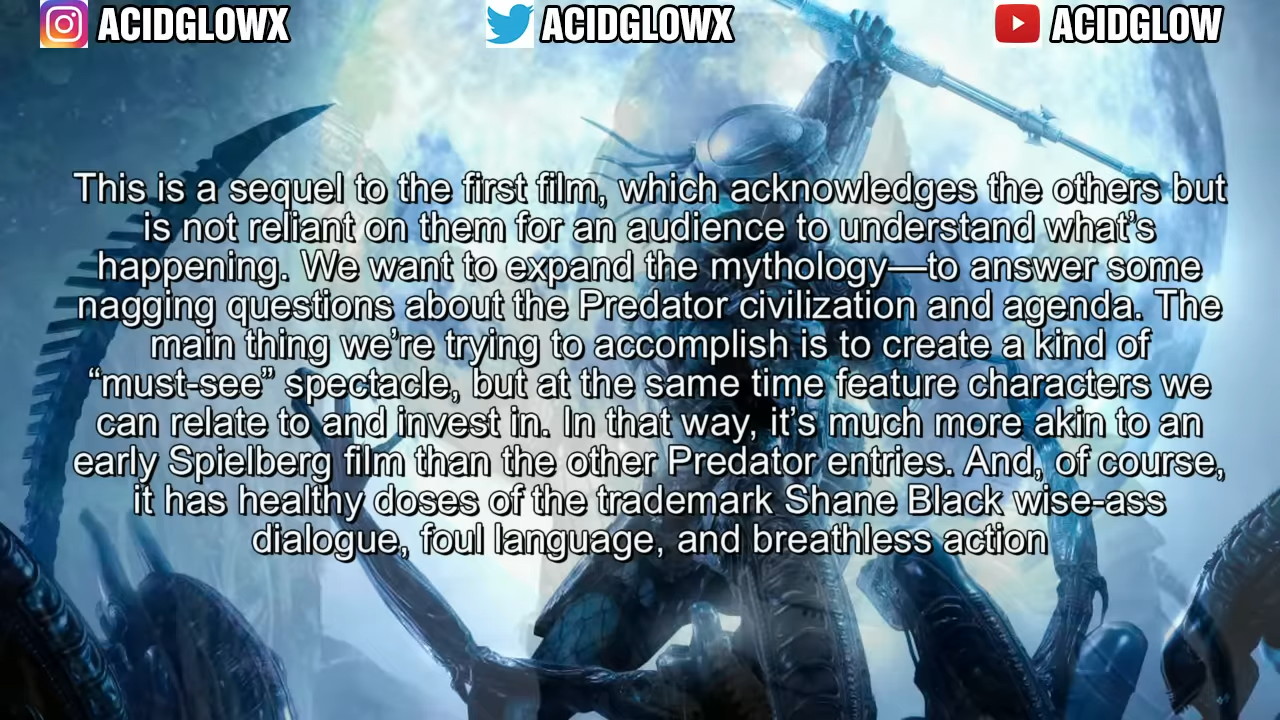 ACIDGLOWX
ACIDGLOWX
ACIDGLOW
This is a sequel to the first film, which acknowledges the others but
is not reliant on them for an audience to understand what’s
happening. We want to expand the mythology—to answer some
nagging questions about the Predator civilization and agenda. The
main thing we’re trying to accomplish is to create a kind of
“must-see” spectacle, but at the same time feature characters we
can relate to and invest in. In that way, it’s much more akin to an
early Spielberg film than the other Predator entries. And, of course,
it has healthy doses of the trademark Shane Black wise-ass
dialogue, foul language, and breathless action